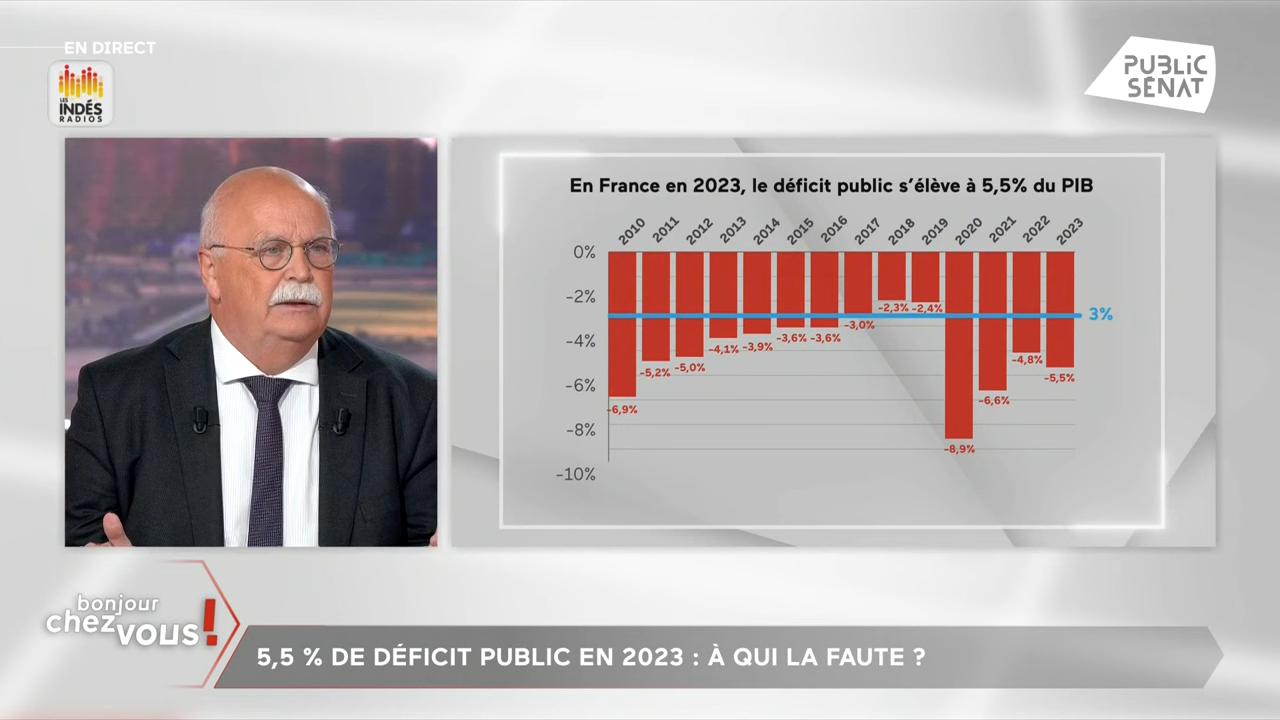 EN DIRECT
LES
INDÉS
RADIOS
PUBLIC
SÉNAT
En France en 2023, le déficit public s'élève à 5,5% du PIB
2010 2011 2012 2013 2014 2015 2016 2017 2018 2019 2020 2021 2022 2023
0%
-2%
-4%
-6%
-8%
-10%
-6,9% -5,2% -5,0% -4,1% -3,9% -3,6% -3,6% -3,0% -2,3% -2,4% -8,9% -6,6% -4,8% -5,5%
3%
bonjour
chez vous !
5,5 % DE DÉFICIT PUBLIC EN 2023 : À QUI LA FAUTE ?